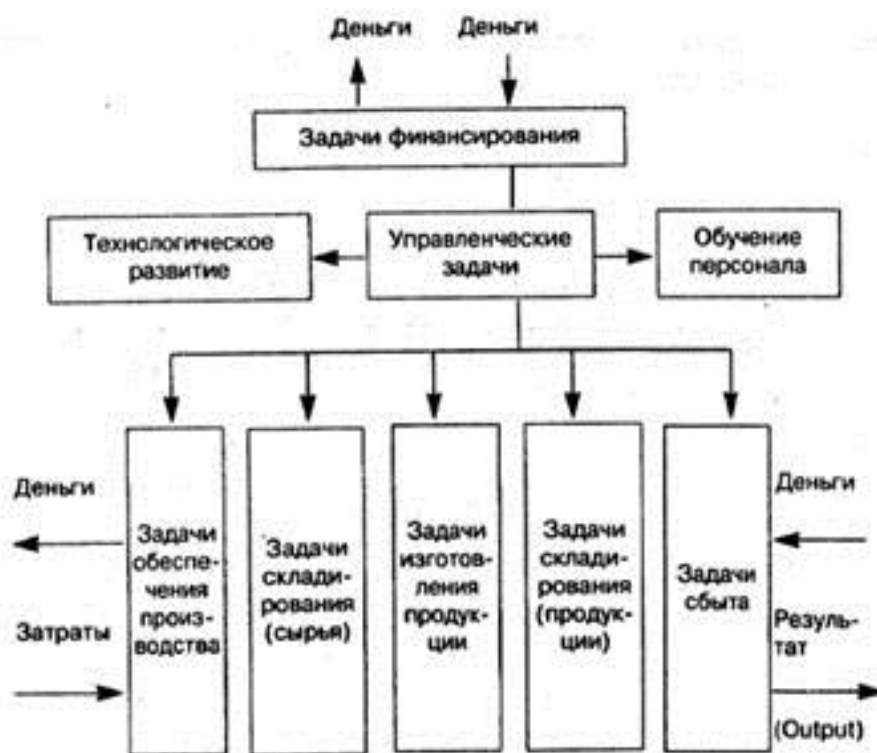 Деньги
Деньги
Задачи финансирования
Технологическое
развитие
Управленческие
задачи
Обучение
персонала
Деньги
Затраты
Задачи
обеспе-
чения
произ-
водства
Задачи
склади-
рования
(сырья)
Задачи
изготов-
ления
продук-
ции
Задачи
склади-
рования
(продук-
ции)
Задачи
сбыта
Деньги
Резуль-
тат
(Output)